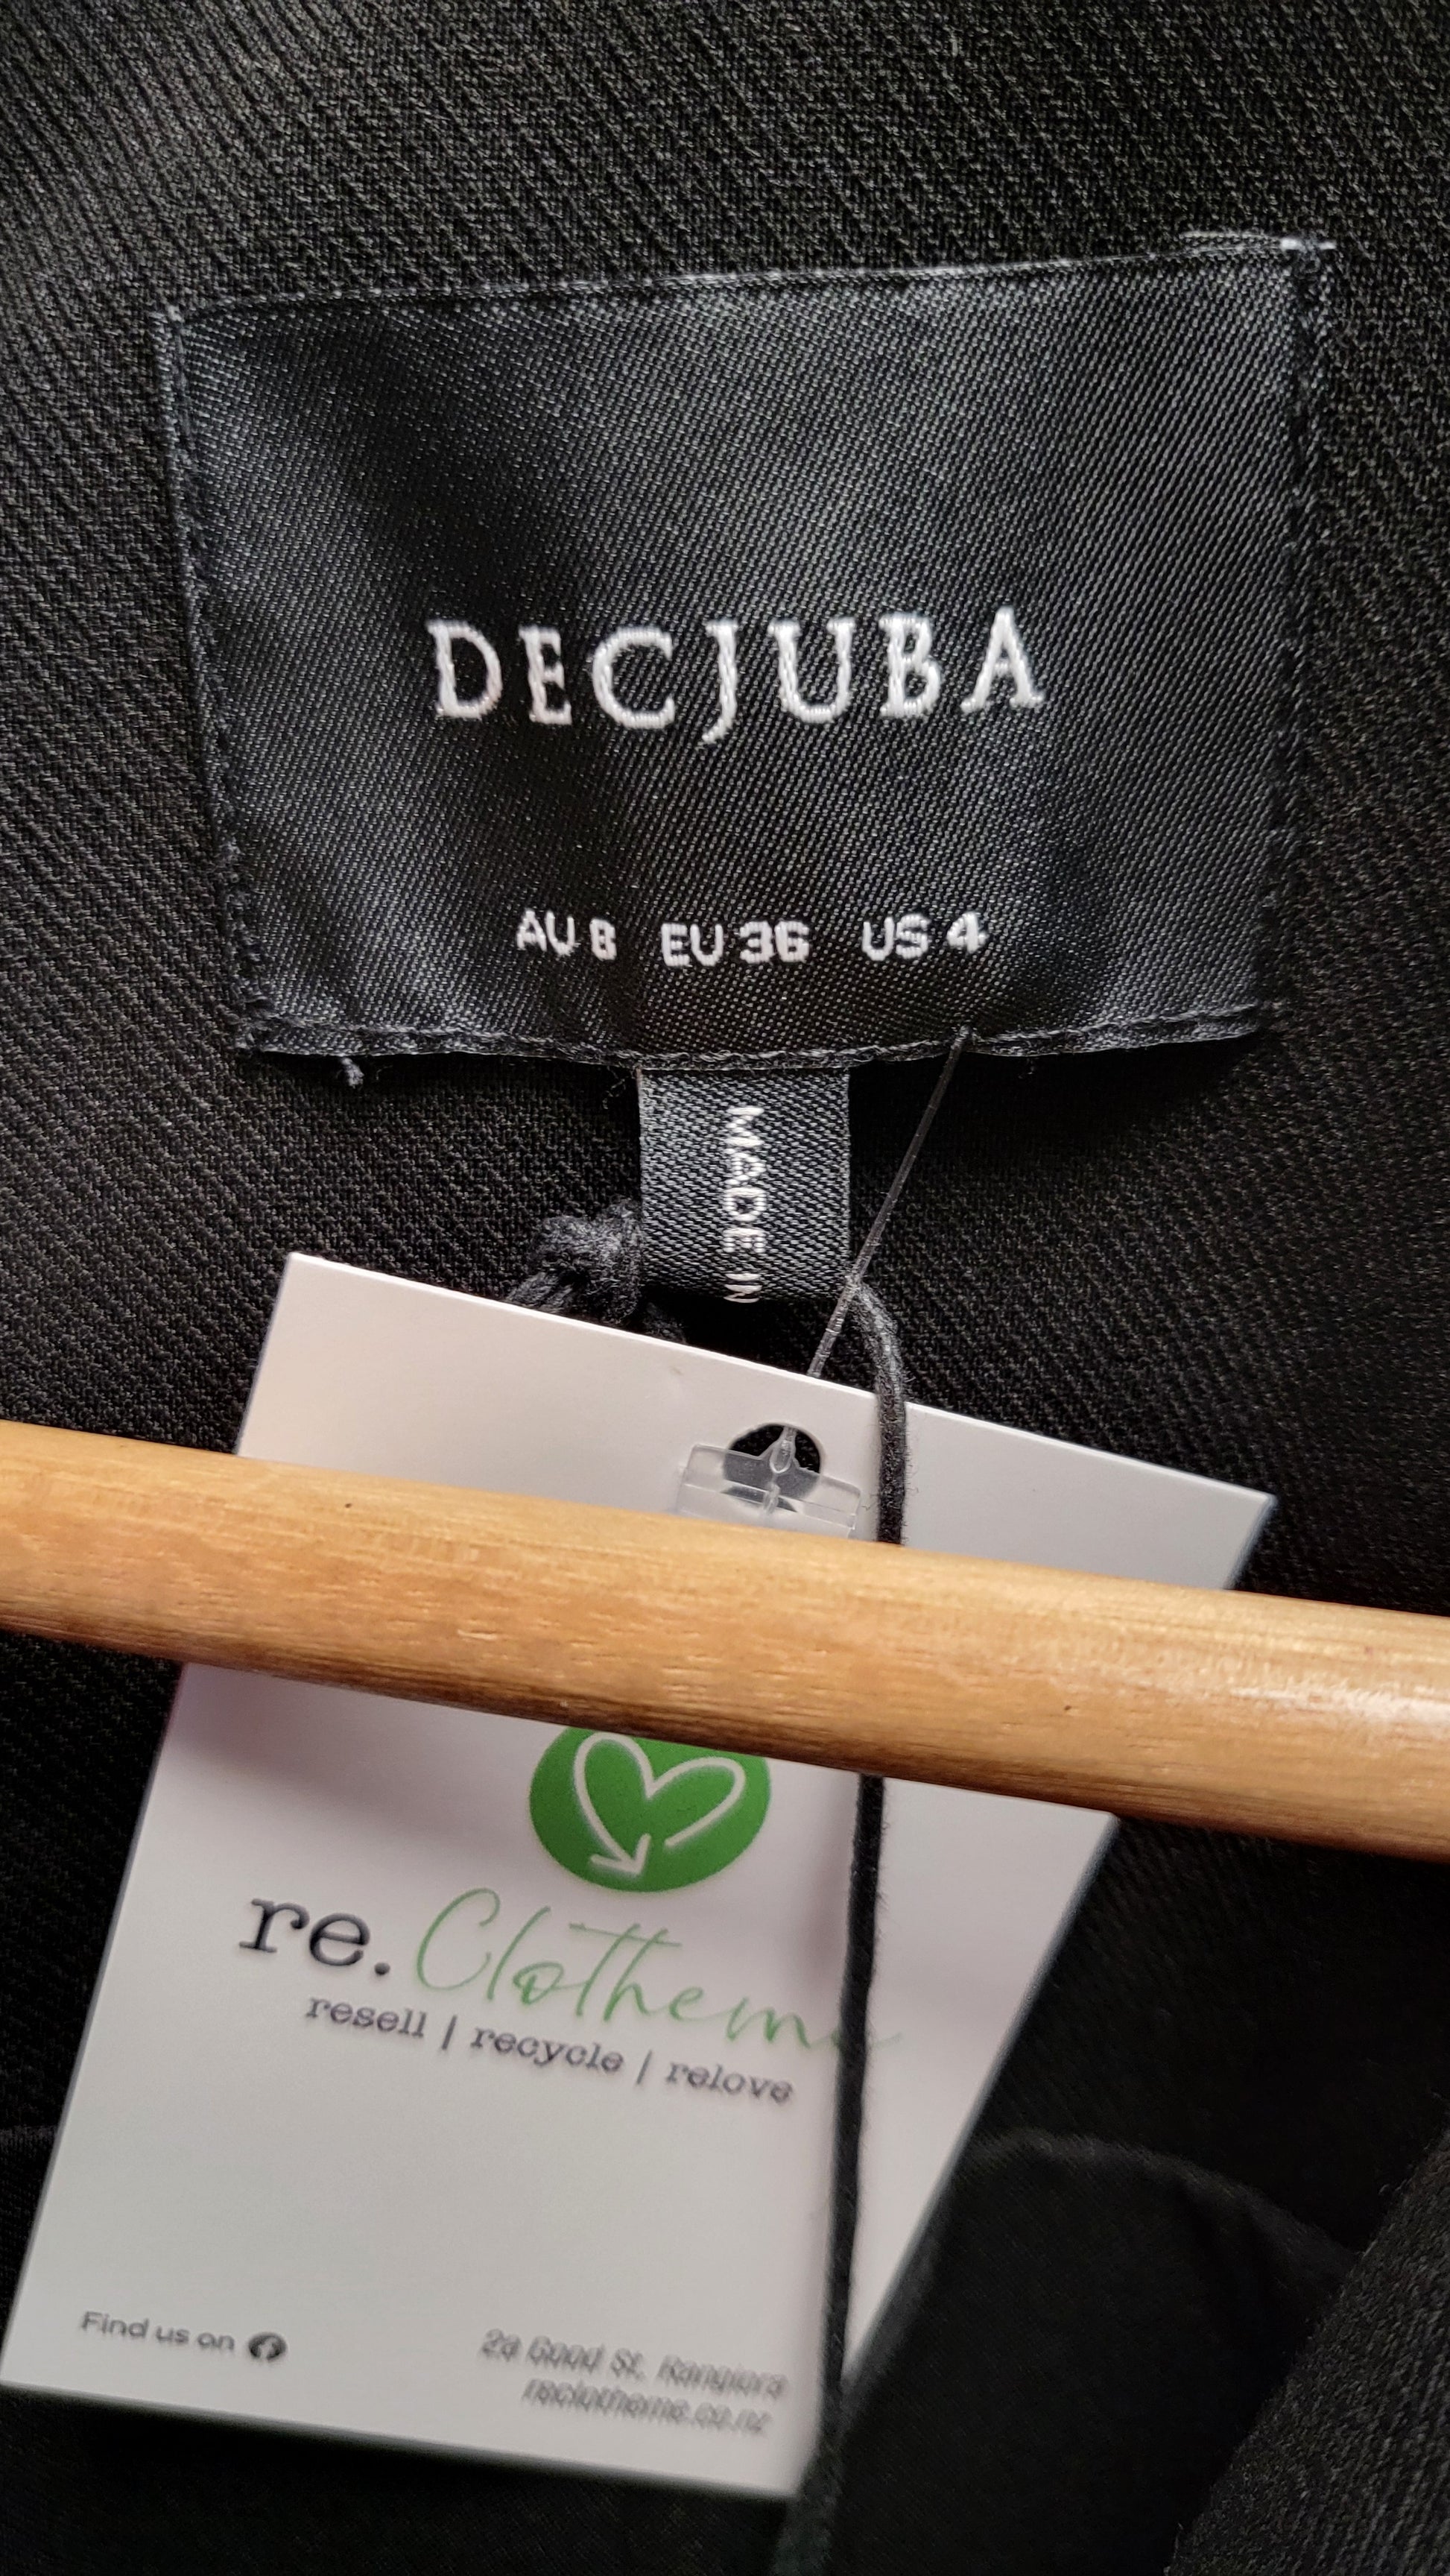 DECJUBA
AU 8 EU 36 US 4
MADE IN
re. Clotheme
resell | recycle | relove
Find us on
2a Good St, Rangiora
reclotheme.co.nz